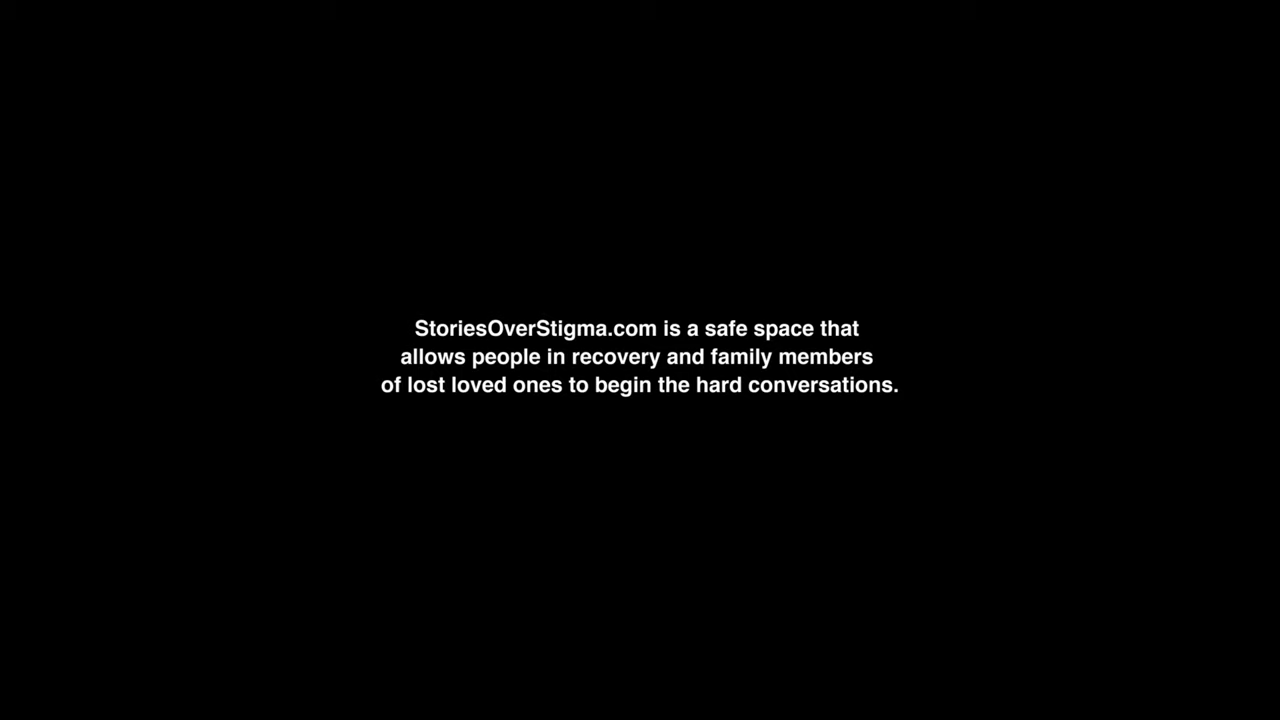 StoriesOverStigma.com is a safe space that
allows people in recovery and family members
of lost loved ones to begin the hard conversations.